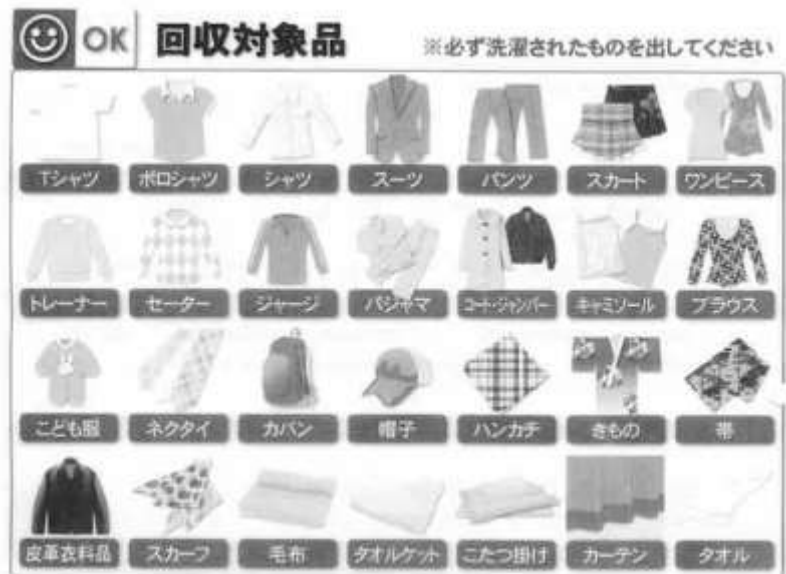 OK 回収対象品 ※必ず洗濯されたものを出してください
Tシャツ ポロシャツ シャツ スーツ パンツ スカート ワンピース
トレーナー セーター ジャージ パジャマ コート・ジャンパー キャミソール ブラウス
こども服 ネクタイ カバン 帽子 ハンカチ きもの 帯
皮革衣料品 スカーフ 毛布 タオルケット こたつ掛け カーテン タオル